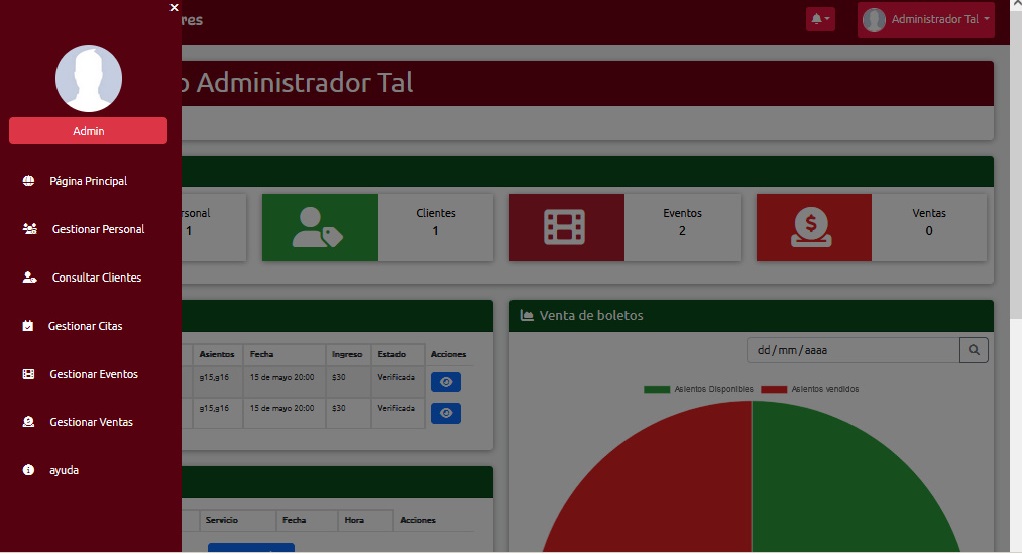 Administrador Tal
Administrador Tal
Admin
Página Principal
Gestionar Personal
Consultar Clientes
Gestionar Citas
Gestionar Eventos
Gestionar Ventas
ayuda
1
Clientes
1
Eventos
2
Ventas
0
Venta de boletos
dd/mm/aaaa
Asientos Disponibles Asientos vendidos
Asientos Fecha Ingreso Estado Acciones
g15,g16 15 de mayo 20:00 $30 Verificada
g15,g16 15 de mayo 20:00 $30 Verificada
Servicio Fecha Hora Acciones